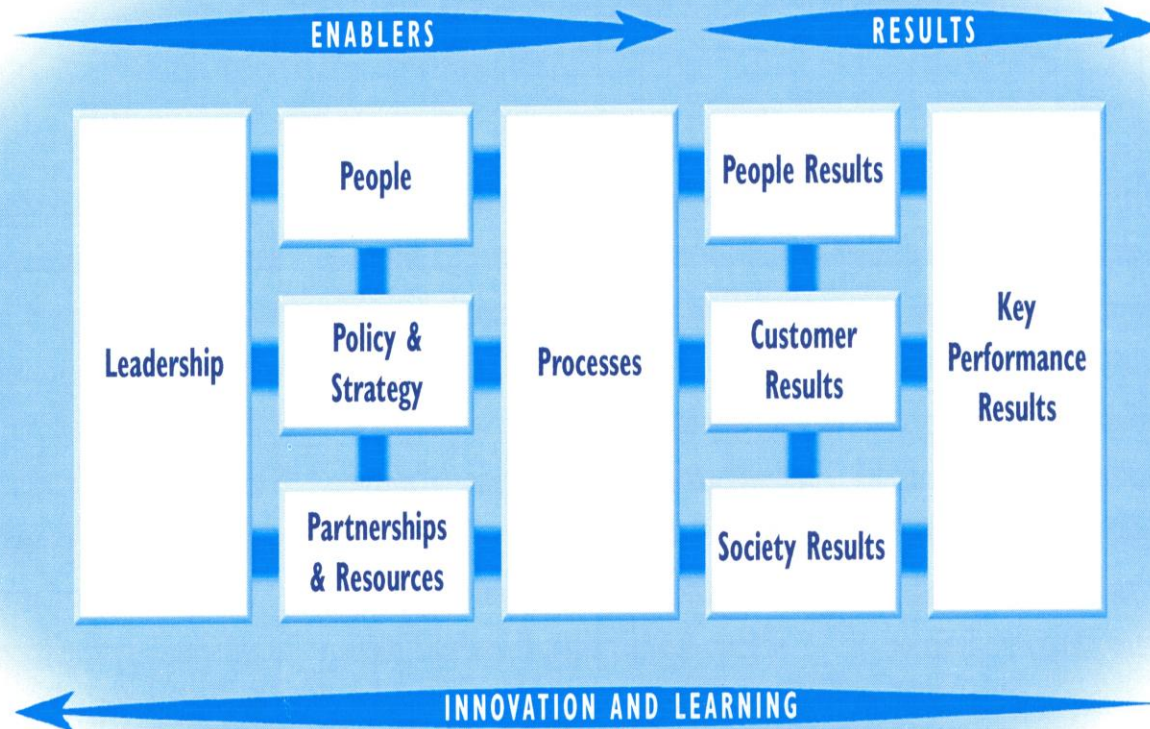 ENABLERS
RESULTS
Leadership
People
Policy &
Strategy
Partnerships
& Resources
Processes
People Results
Customer
Results
Society Results
Key
Performance
Results
INNOVATION AND LEARNING